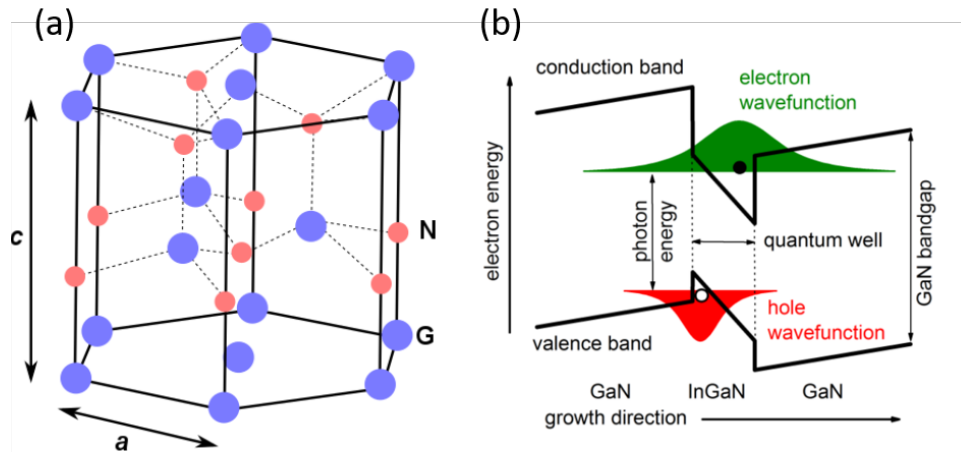 (a)
c
a
N
G
(b)
conduction band
electron
wavefunction
electron energy
photon
energy
quantum well
GaN bandgap
hole
wavefunction
valence band
GaN
InGaN
GaN
growth direction